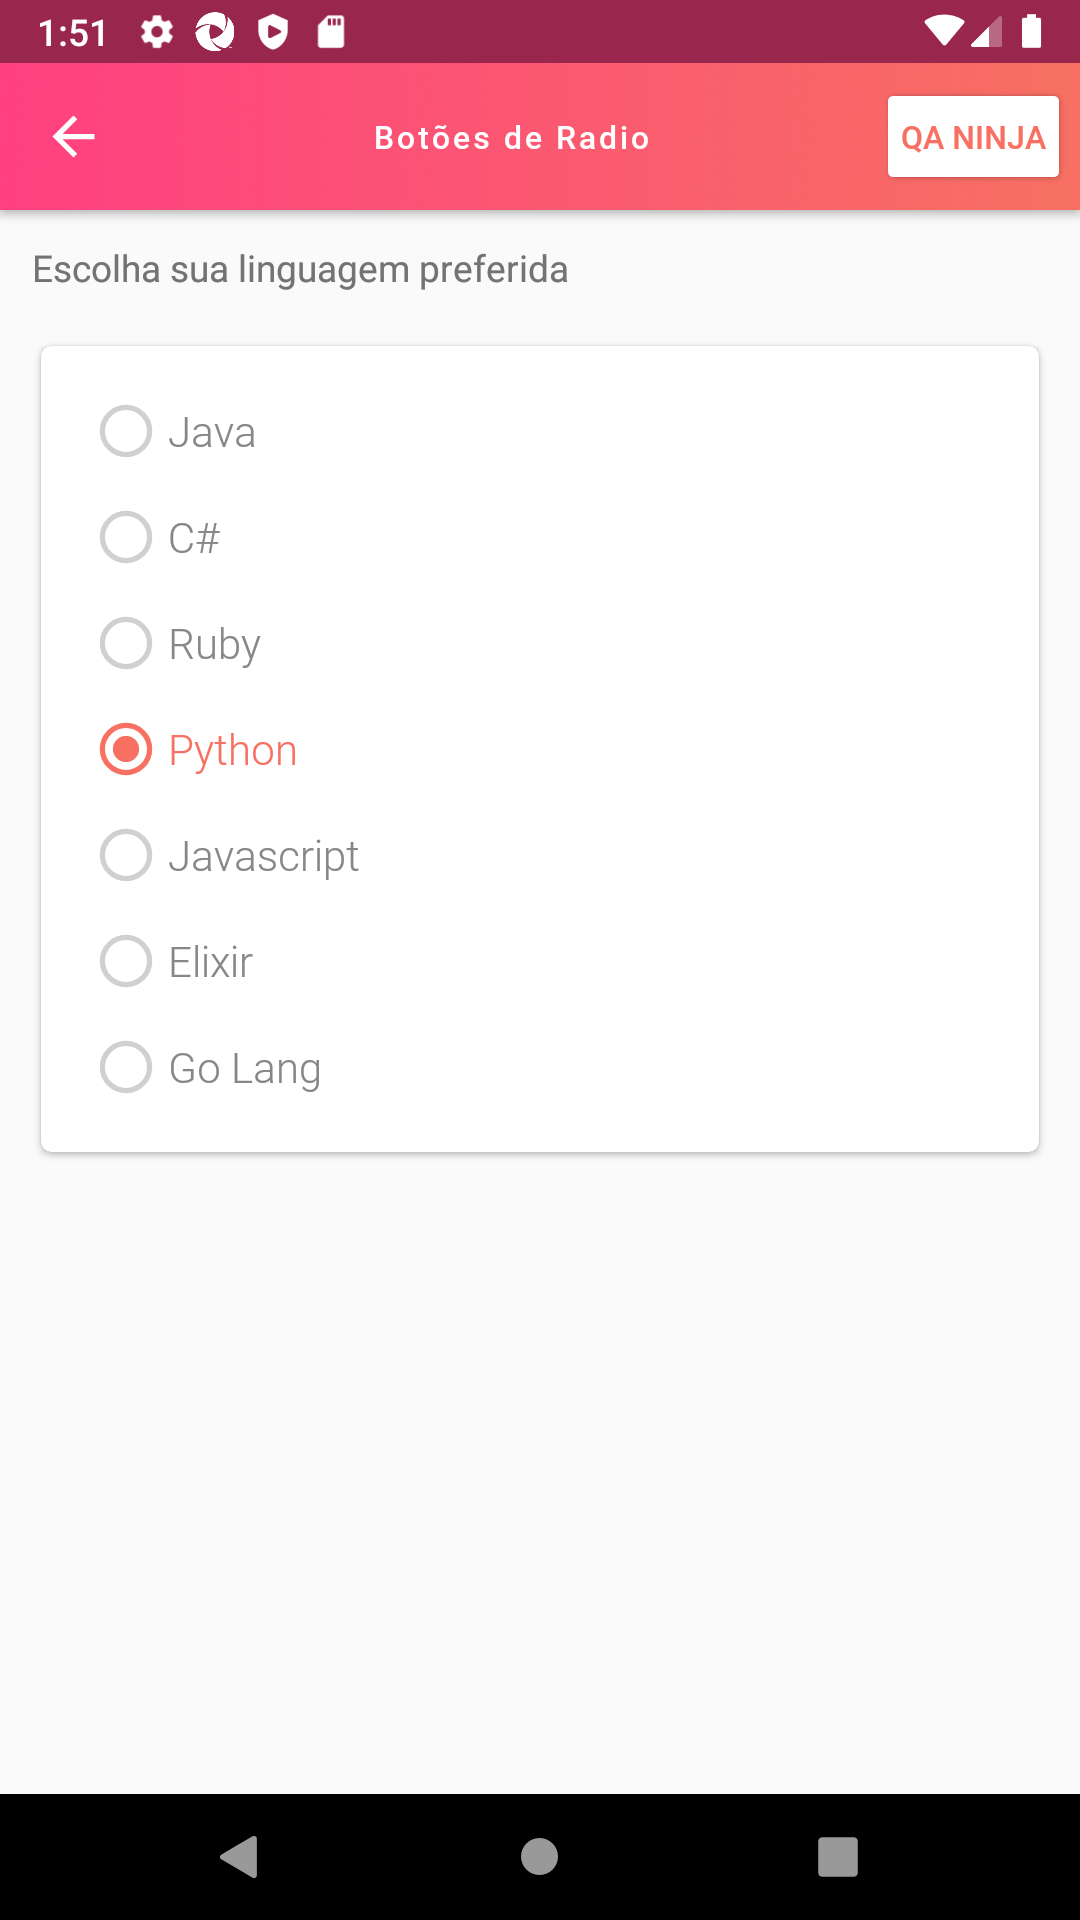 1:51
Botões de Radio
QA NINJA
Escolha sua linguagem preferida
Java
C#
Ruby
Python
Javascript
Elixir
Go Lang